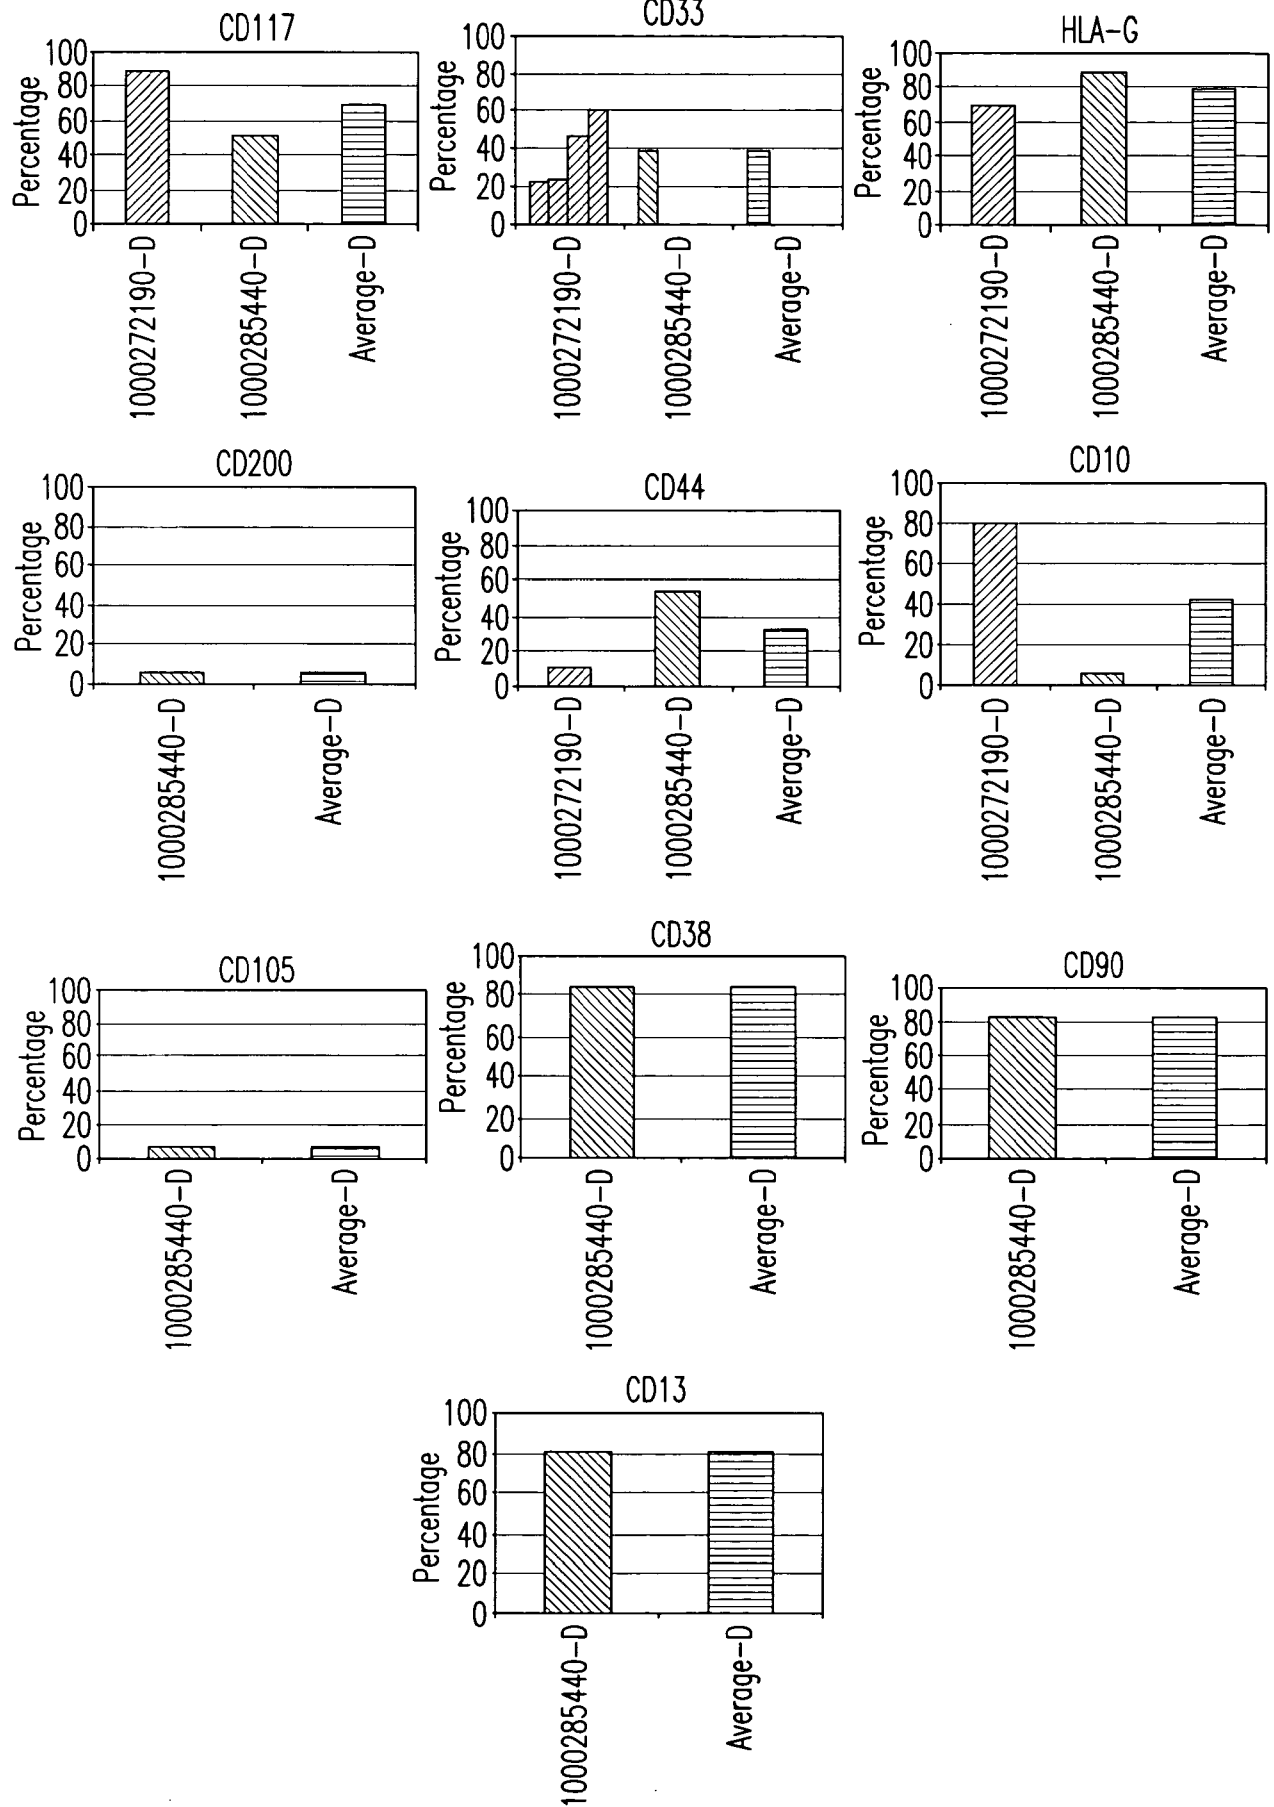 CD117
Percentage
100
80
60
40
20
0
1000272190-D
1000285440-D
Average-D
CD33
Percentage
100
80
60
40
20
0
1000272190-D
1000285440-D
Average-D
HLA-G
Percentage
100
80
60
40
20
0
1000272190-D
1000285440-D
Average-D
CD200
Percentage
100
80
60
40
20
0
1000285440-D
Average-D
CD44
Percentage
100
80
60
40
20
0
1000272190-D
1000285440-D
Average-D
CD10
Percentage
100
80
60
40
20
0
1000272190-D
1000285440-D
Average-D
CD105
Percentage
100
80
60
40
20
0
1000285440-D
Average-D
CD38
Percentage
100
80
60
40
20
0
1000285440-D
Average-D
CD90
Percentage
100
80
60
40
20
0
1000285440-D
Average-D
CD13
Percentage
100
80
60
40
20
0
1000285440-D
Average-D